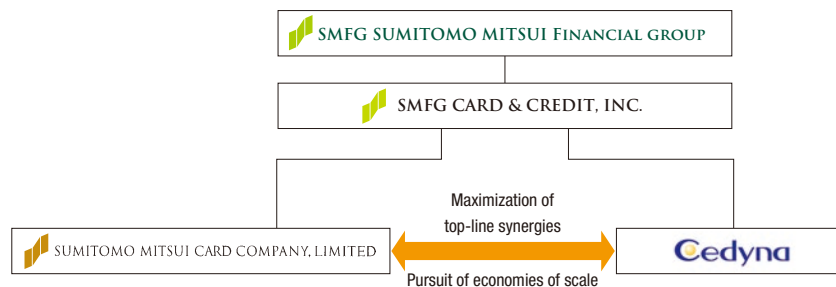 SMFG SUMITOMO MITSUI FINANCIAL GROUP
SMFG CARD & CREDIT, INC.
Maximization of
top-line synergies
SUMITOMO MITSUI CARD COMPANY, LIMITED
Cedyna
Pursuit of economies of scale